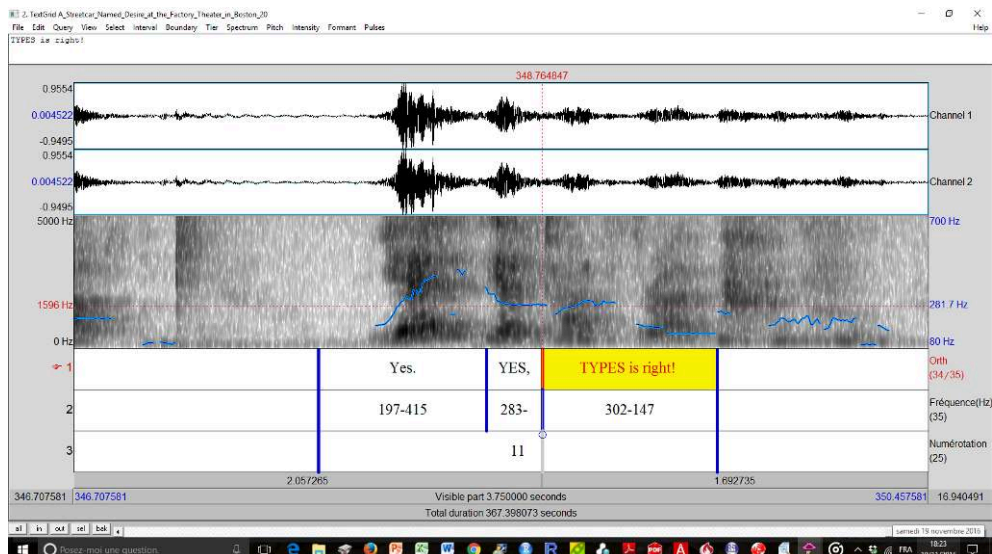 2. TextGrid A_Streetcar_Named_Desire_at_the_Factory_Theater_in_Boston_20
File Edit Query View Select Interval Boundary Tier Spectrum Pitch Intensity Formant Pulses Help
TYPES is right!
348.764847
0.9554
0.004522 Channel 1
-0.9495
0.9554
0.004522 Channel 2
-0.9495
5000 Hz 700 Hz
1596 Hz 281.7 Hz
0 Hz 80 Hz
1 Yes. YES, TYPES is right! Orth
(34/35)
2 197-415 283- 302-147 Fréquence(Hz)
(35)
3 11 Numérotation
(25)
2.057265 1.692735
346.707581 346.707581 Visible part 3.750000 seconds 350.457581 16.940491
Total duration 367.398073 seconds
all in out sel bak
samedi 19 novembre 2016
Posez-moi une question. FRA 18:23